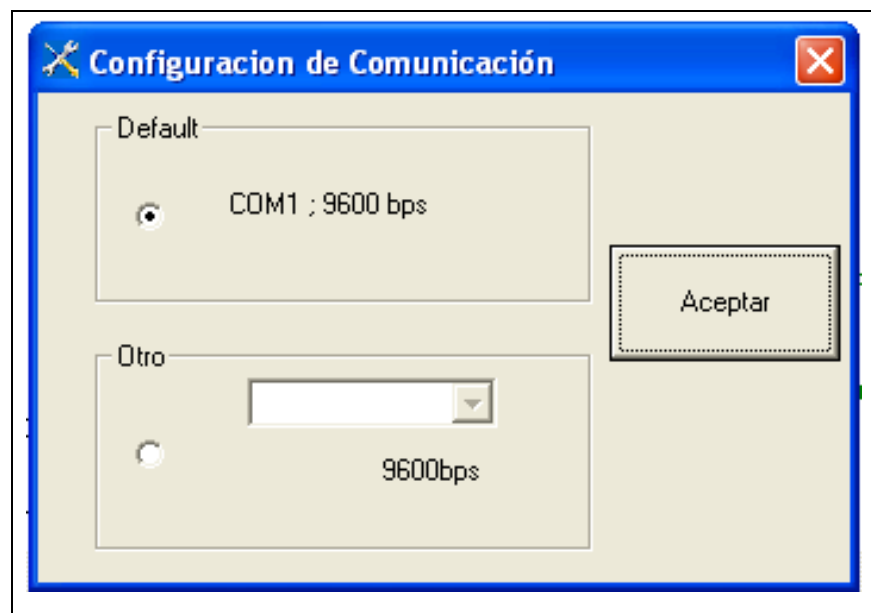 Configuracion de Comunicación
Default
COM1 ; 9600 bps
Aceptar
Otro
9600bps